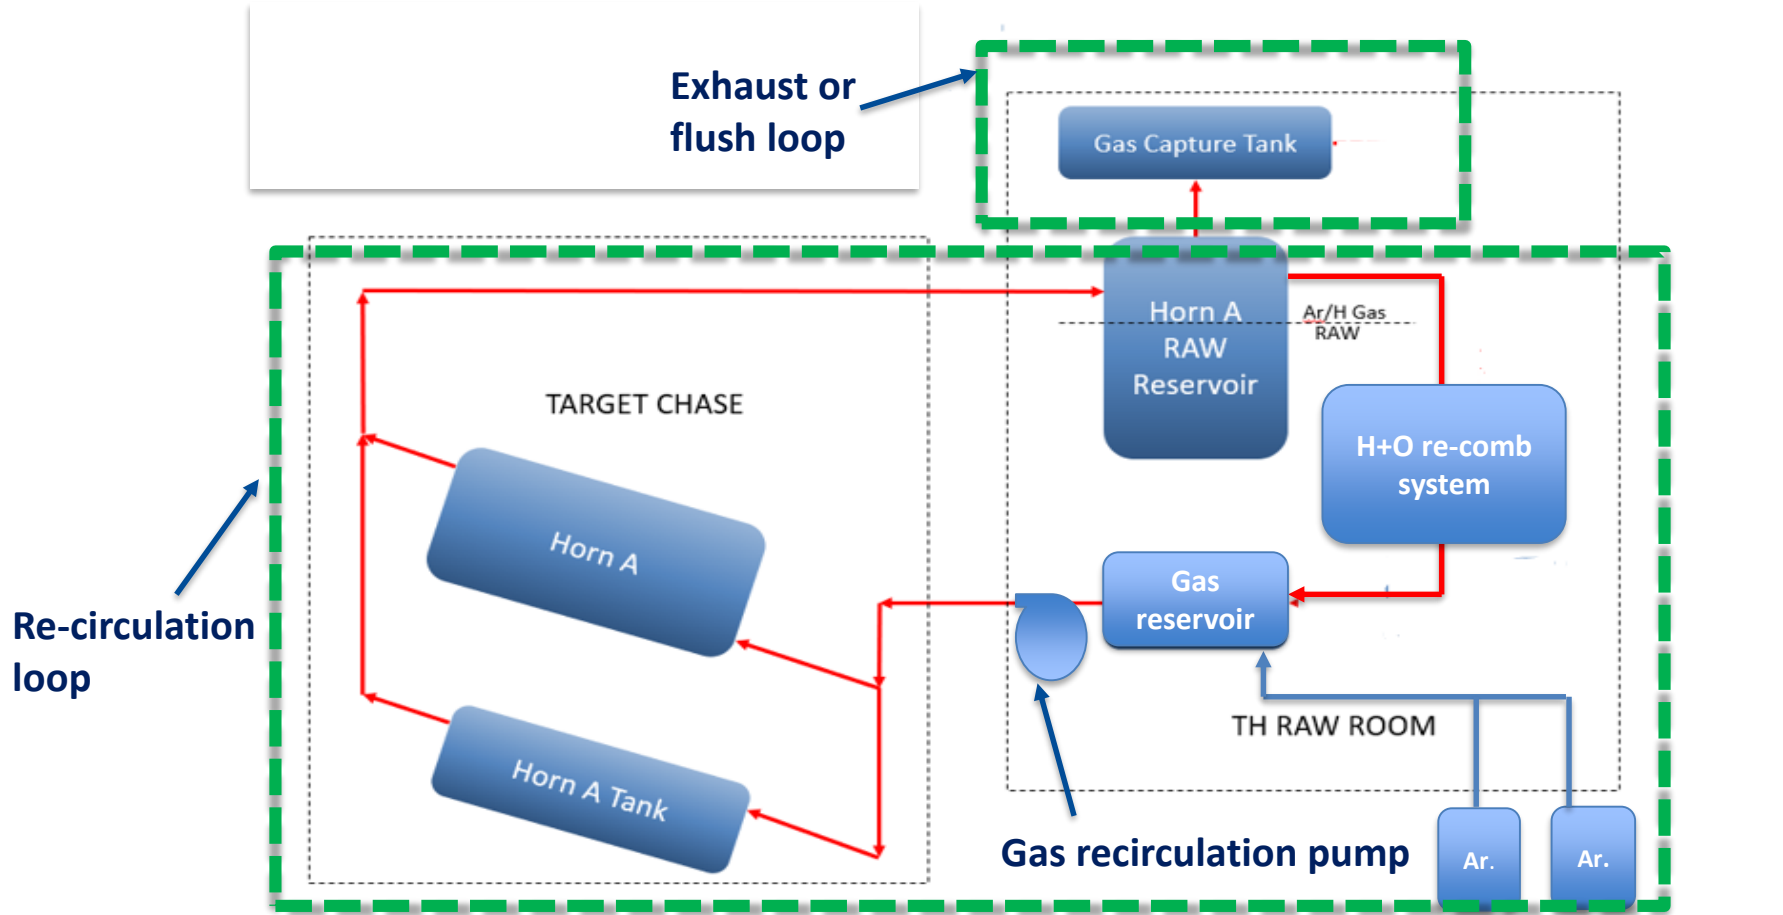 Exhaust or
flush loop
Gas Capture Tank
Horn A
RAW
Reservoir
Ar/H Gas
RAW
TARGET CHASE
H+O re-comb
system
Horn A
Gas
reservoir
Re-circulation
loop
TH RAW ROOM
Horn A Tank
Gas recirculation pump
Ar.
Ar.